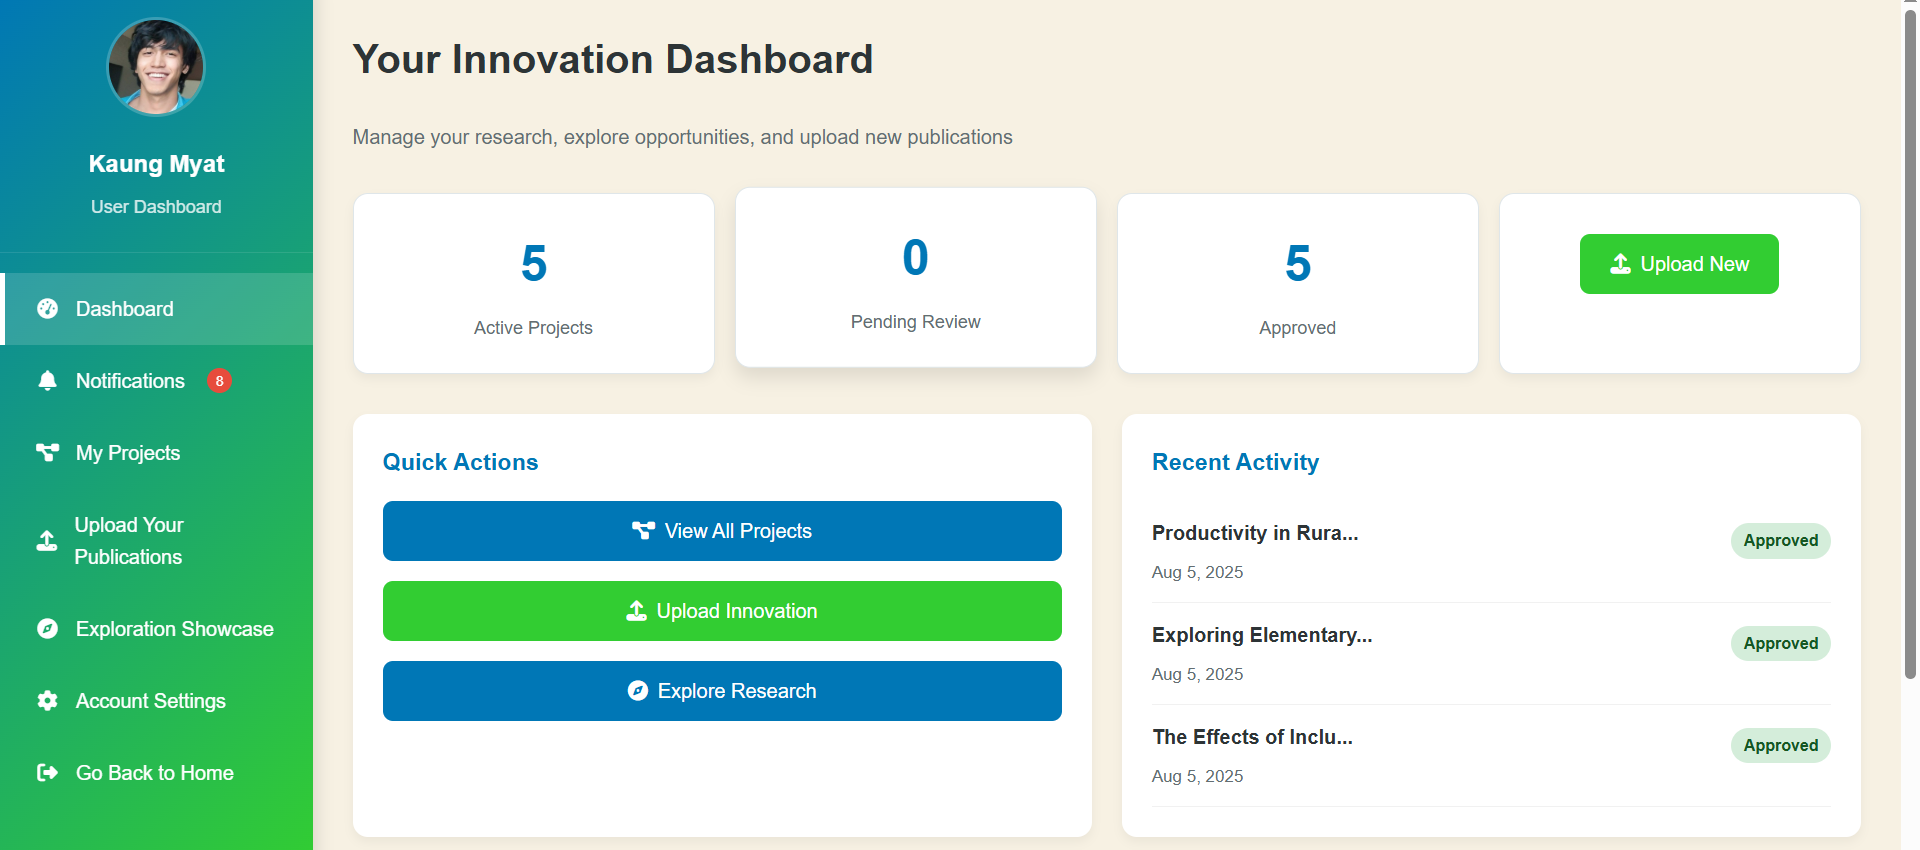 Kaung Myat
User Dashboard
Dashboard
Notifications 8
My Projects
Upload Your
Publications
Exploration Showcase
Account Settings
Go Back to Home
Your Innovation Dashboard
Manage your research, explore opportunities, and upload new publications
5
Active Projects
0
Pending Review
5
Approved
Upload New
Quick Actions
View All Projects
Upload Innovation
Explore Research
Recent Activity
Productivity in Rura...
Approved
Aug 5, 2025
Exploring Elementary...
Approved
Aug 5, 2025
The Effects of Inclu...
Approved
Aug 5, 2025